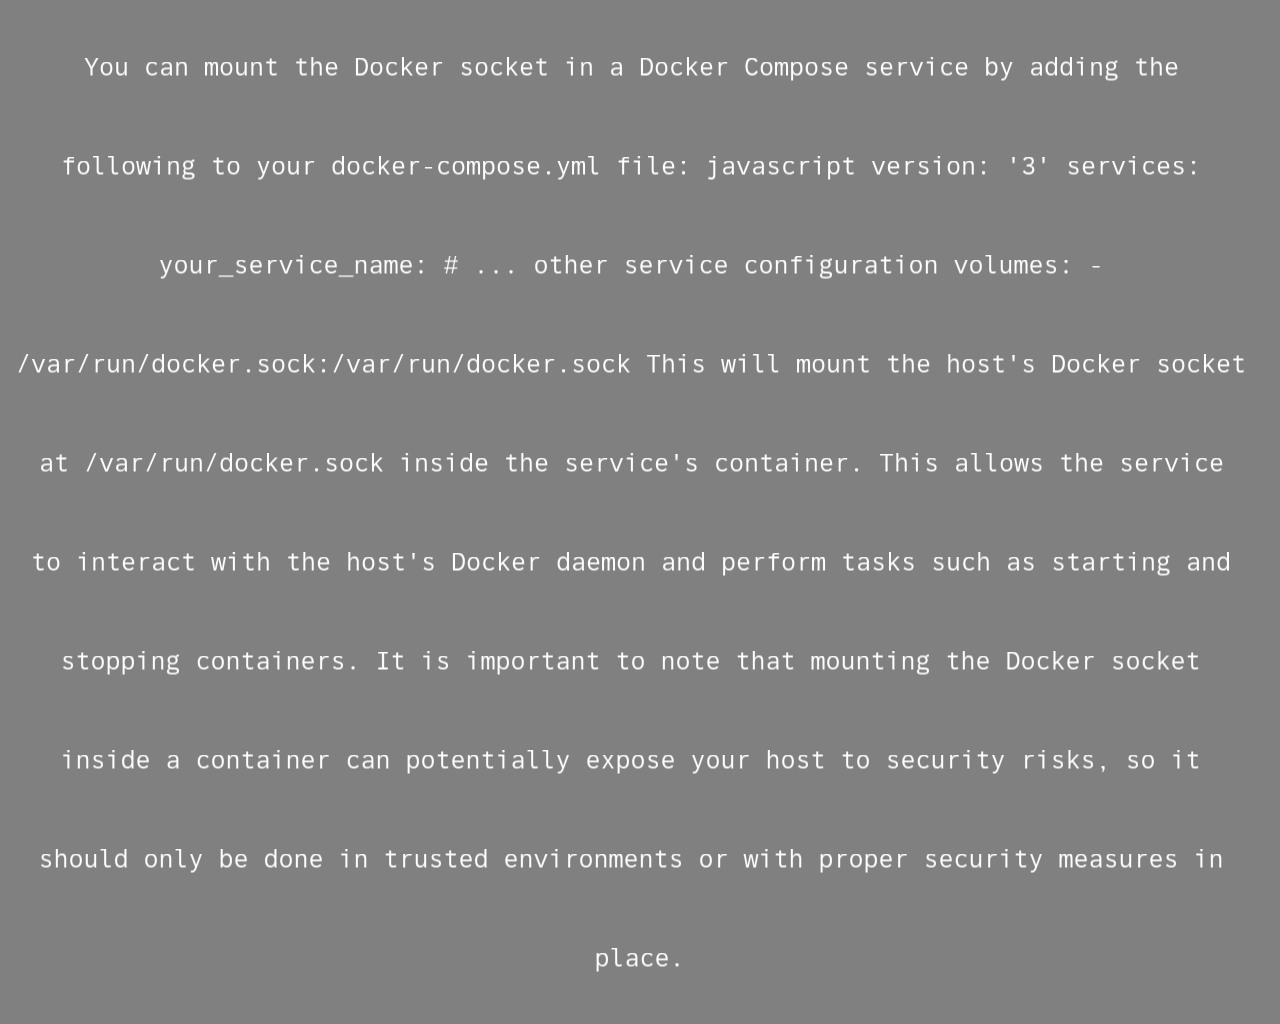 You can mount the Docker socket in a Docker Compose service by adding the
following to your docker-compose.yml file: javascript version: '3' services:
your_service_name: # ... other service configuration volumes: -
/var/run/docker.sock:/var/run/docker.sock This will mount the host's Docker socket
at /var/run/docker.sock inside the service's container. This allows the service
to interact with the host's Docker daemon and perform tasks such as starting and
stopping containers. It is important to note that mounting the Docker socket
inside a container can potentially expose your host to security risks, so it
should only be done in trusted environments or with proper security measures in
place.